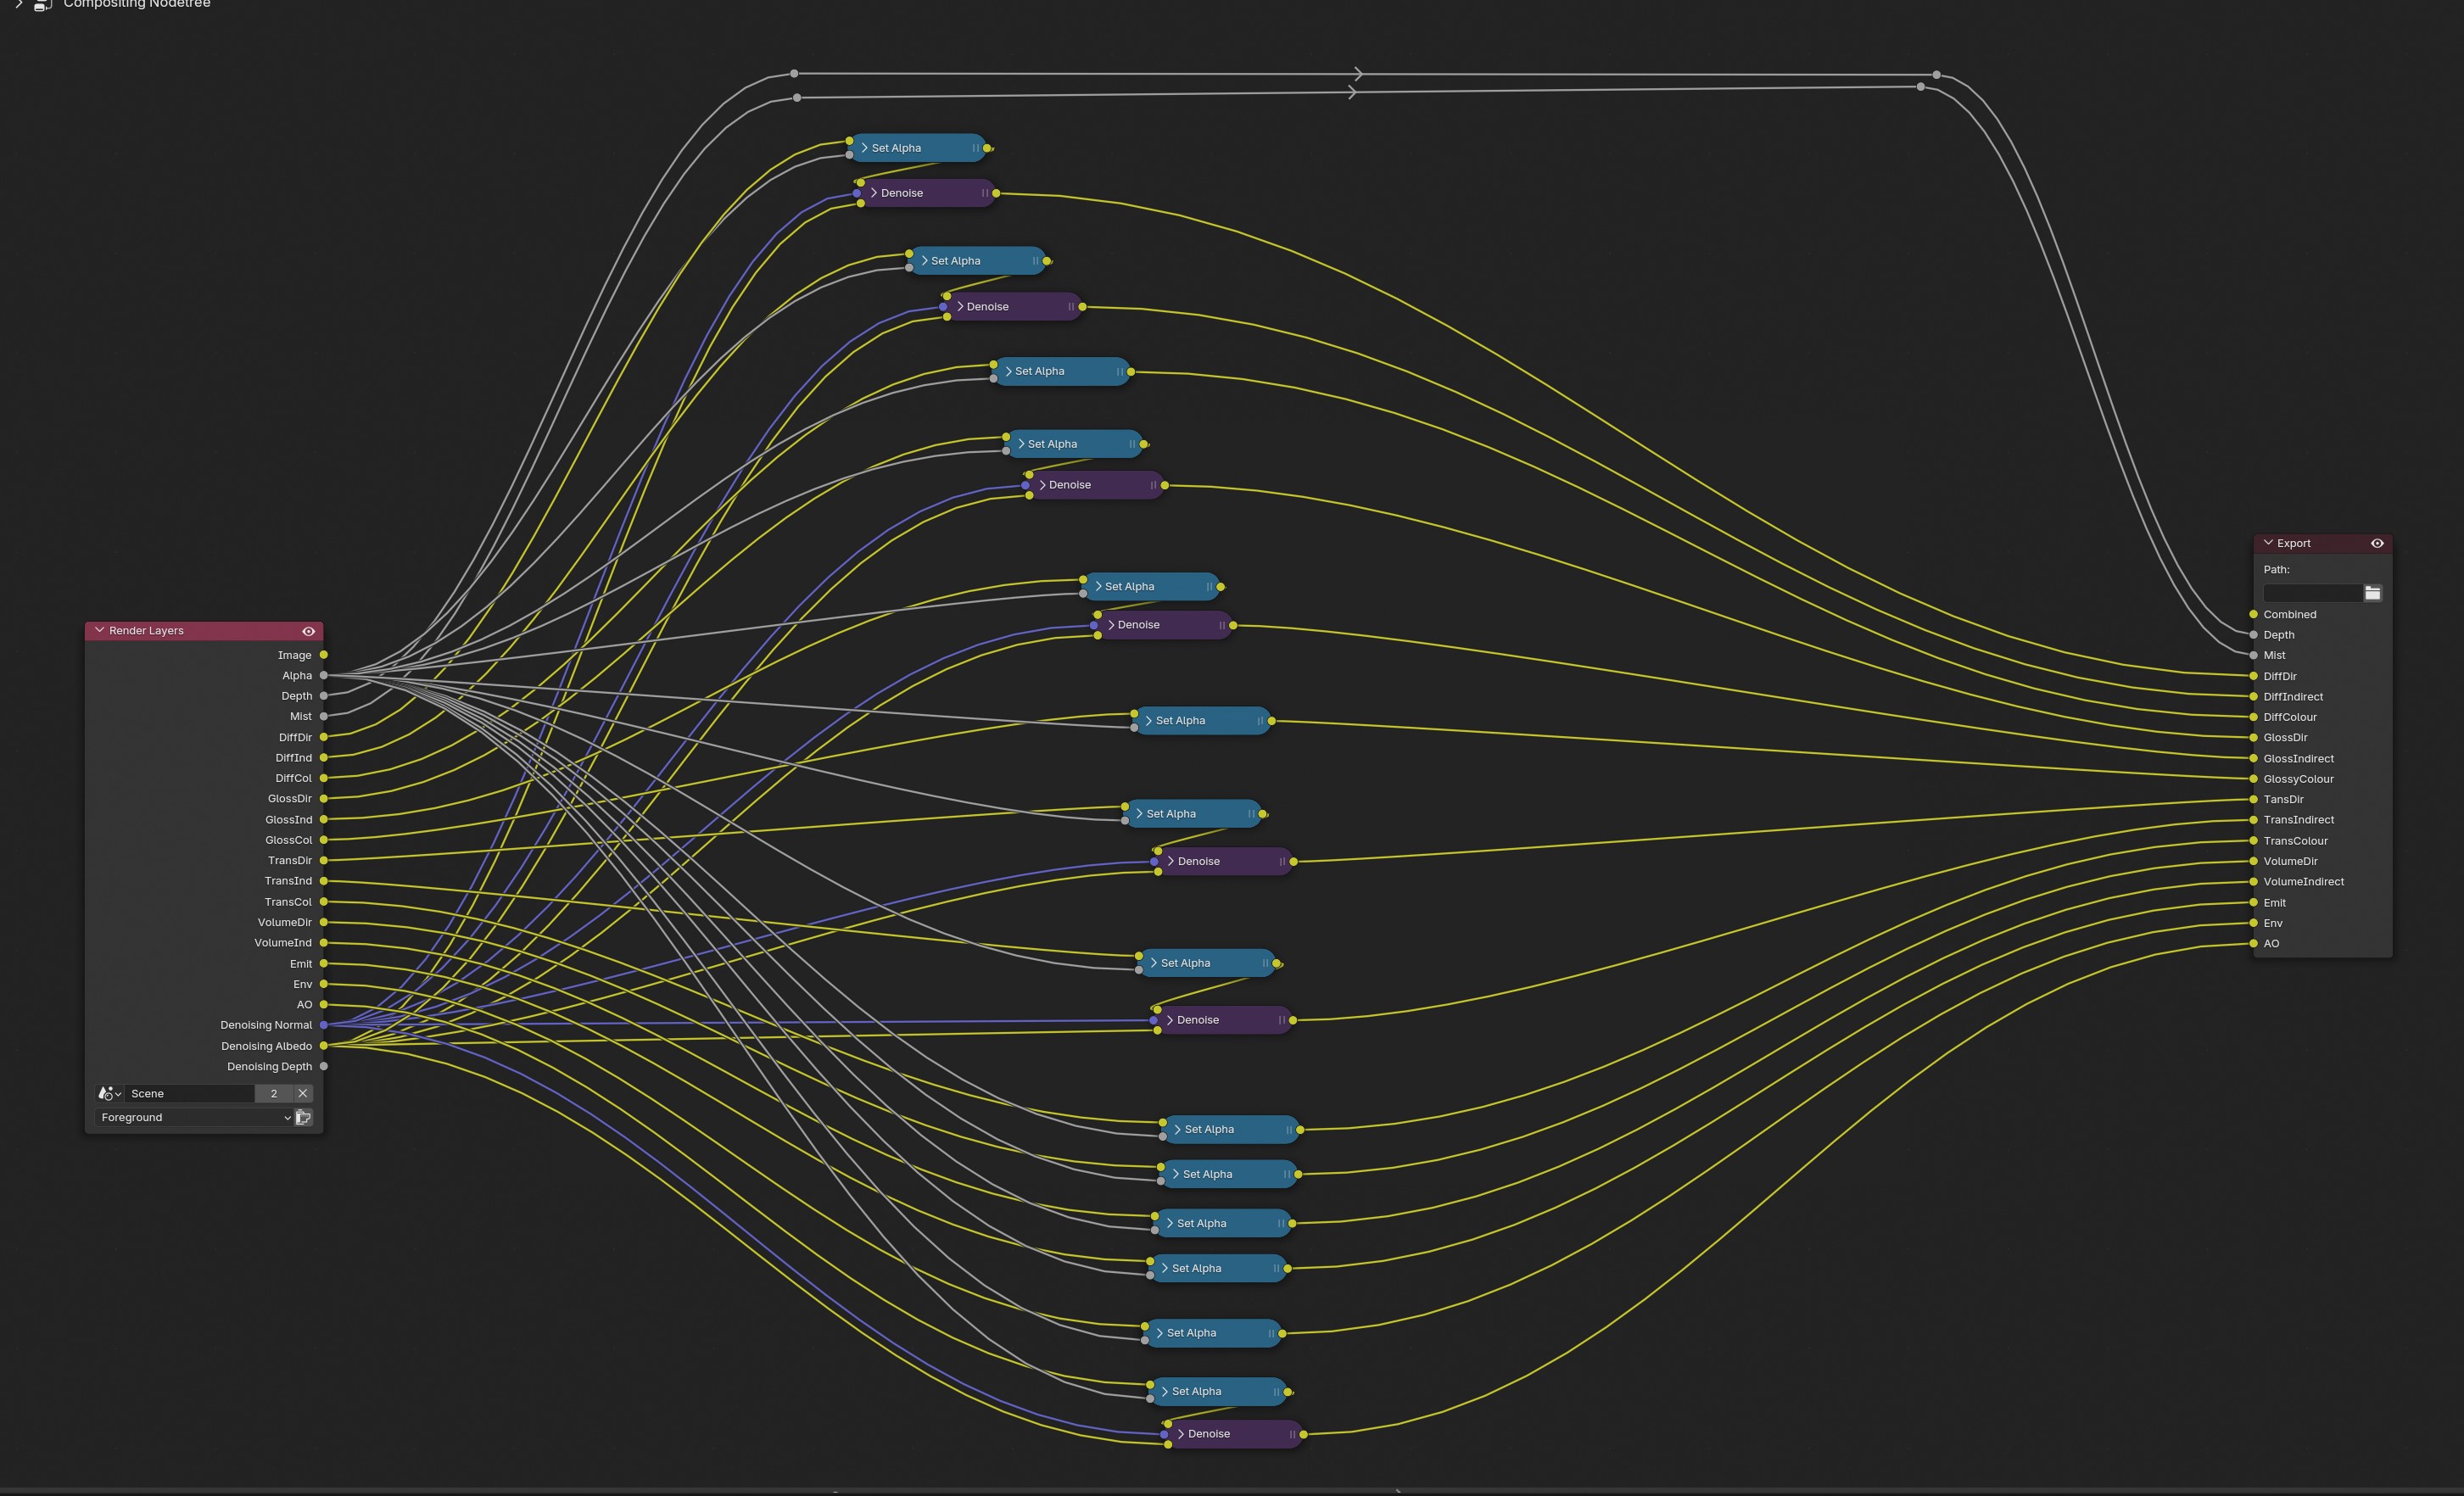 Compositing Nodetree
Set Alpha
Denoise
Set Alpha
Denoise
Set Alpha
Set Alpha
Denoise
Set Alpha
Denoise
Set Alpha
Set Alpha
Denoise
Set Alpha
Denoise
Set Alpha
Set Alpha
Set Alpha
Set Alpha
Set Alpha
Set Alpha
Denoise
Render Layers
Image
Alpha
Depth
Mist
DiffDir
DiffInd
DiffCol
GlossDir
GlossInd
GlossCol
TransDir
TransInd
TransCol
VolumeDir
VolumeInd
Emit
Env
AO
Denoising Normal
Denoising Albedo
Denoising Depth
Scene 2
Foreground
Export
Path:
Combined
Depth
Mist
DiffDir
DiffIndirect
DiffColour
GlossDir
GlossIndirect
GlossyColour
TansDir
TransIndirect
TransColour
VolumeDir
VolumeIndirect
Emit
Env
AO